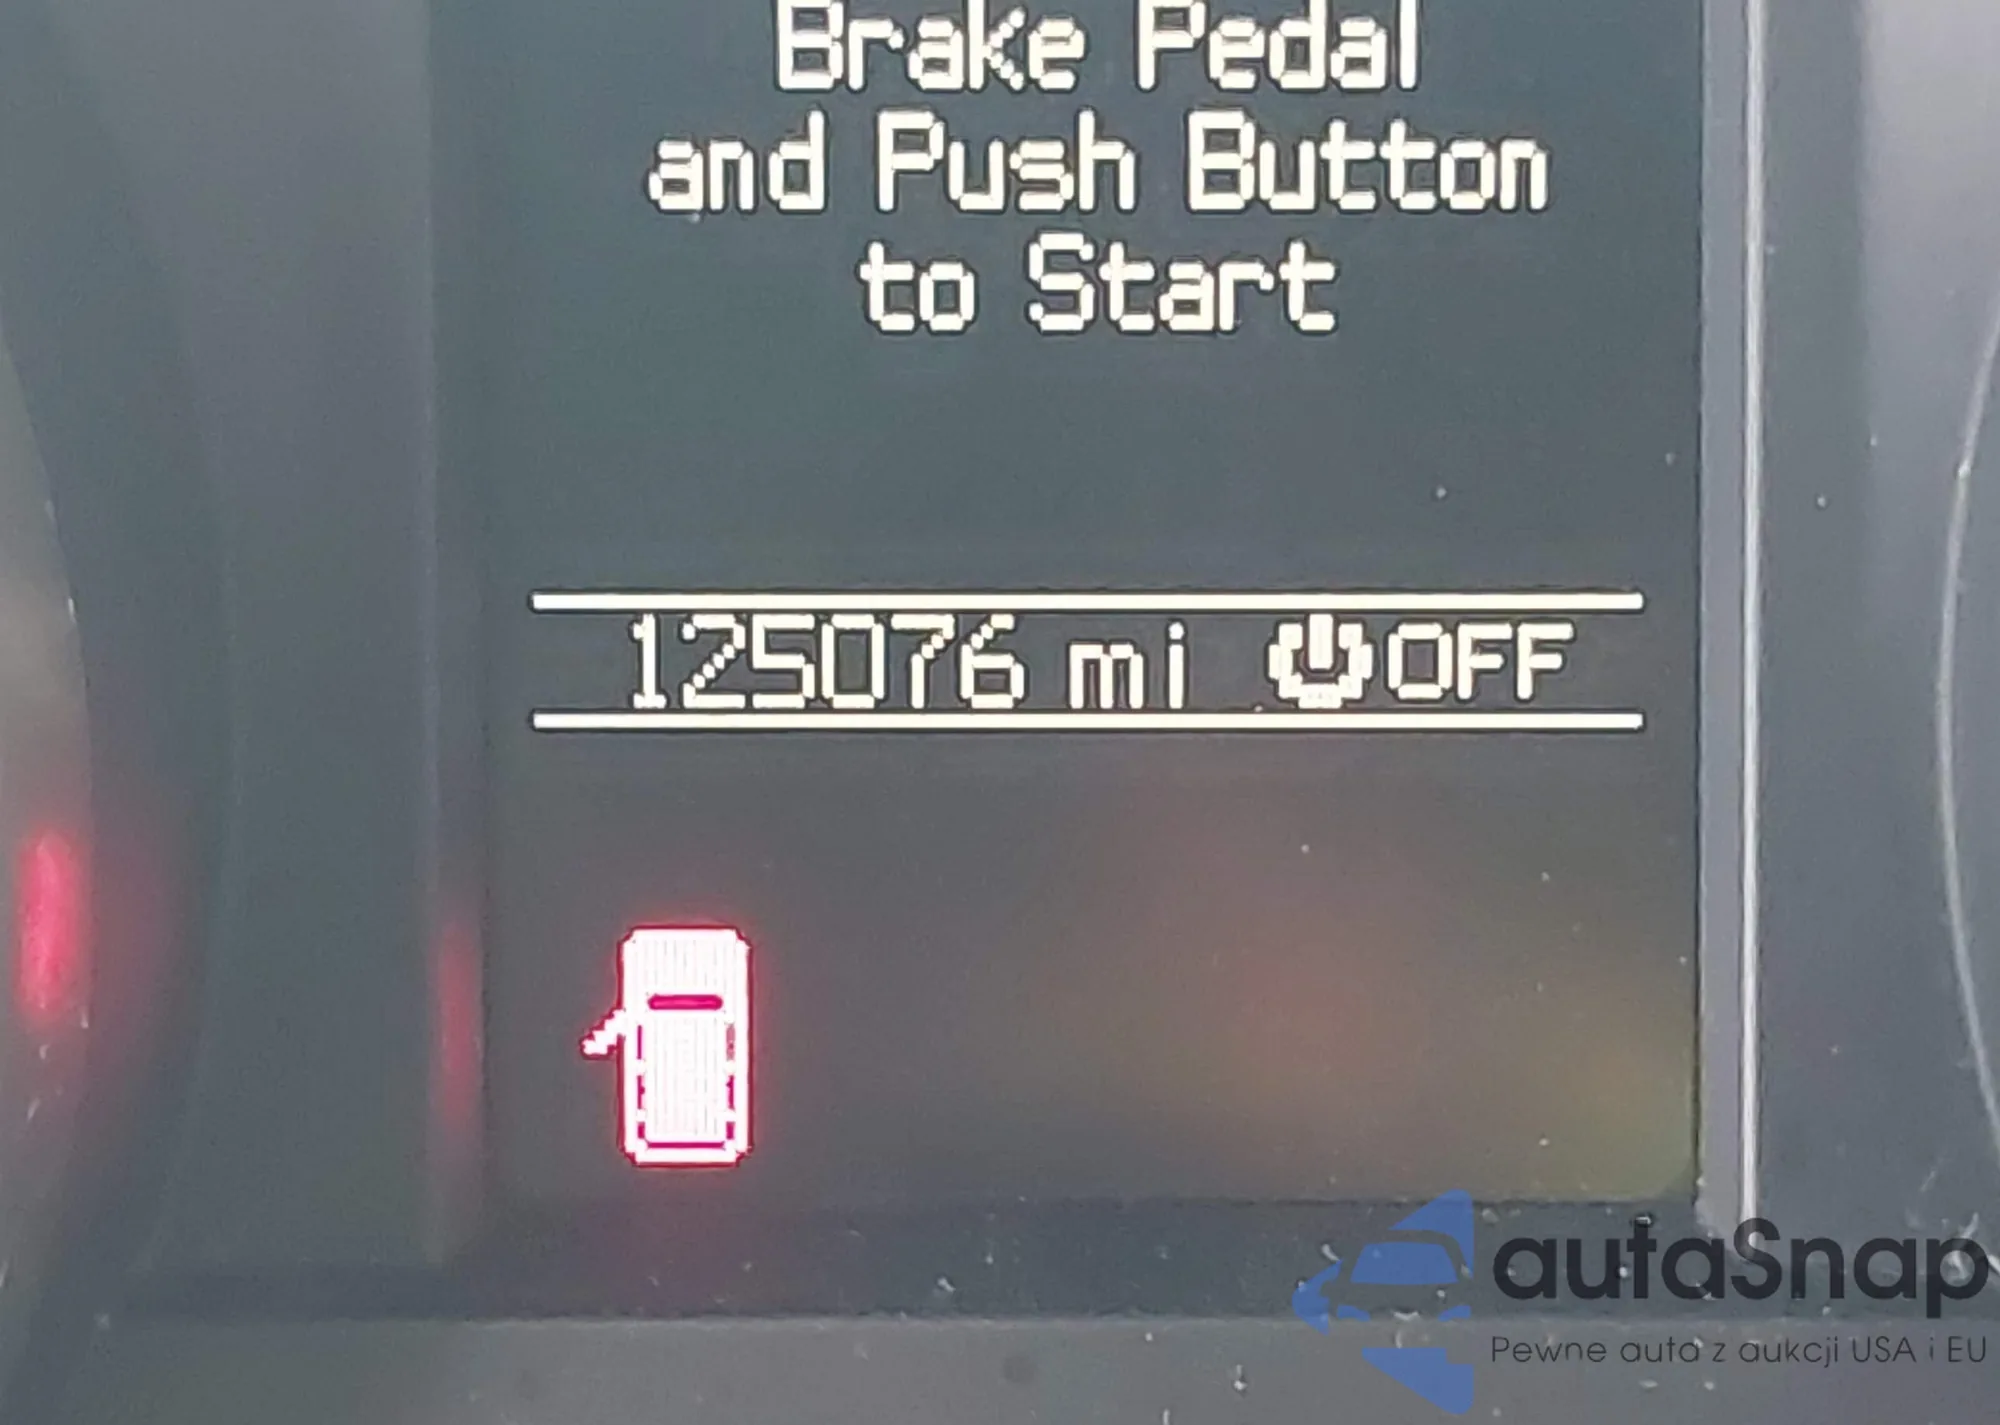 Brake Pedal
and Push Button
to Start
125076 mi OFF
autaSnap
Pewne auta z aukcji USA i EU